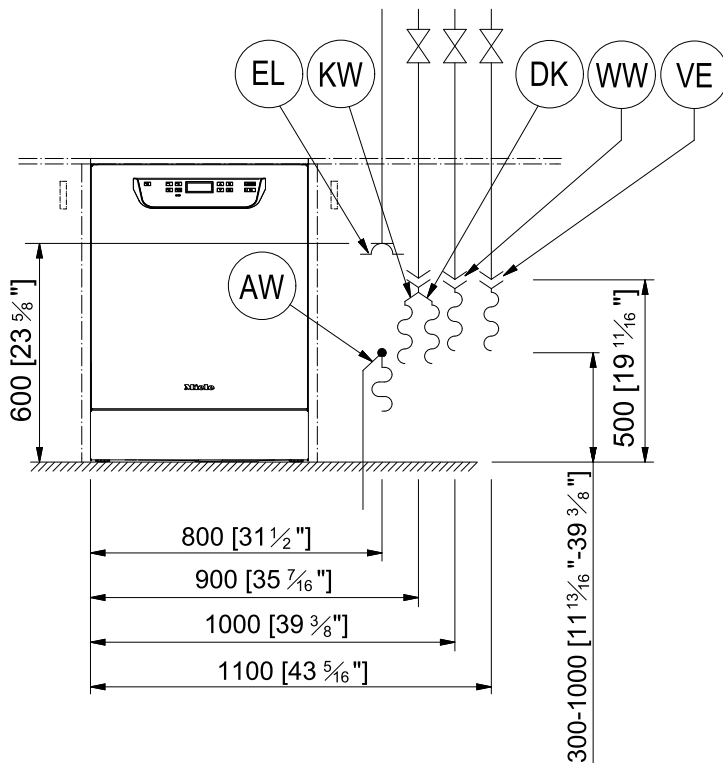 EL KW DK WW VE
AW
600 [23 ⅝"]
Miele
500 [19 11/16"]
800 [31 ½"]
900 [35 7/16"]
1000 [39 ⅜"]
1100 [43 5/16"]
300-1000 [11 13/16"-39 ⅜"]